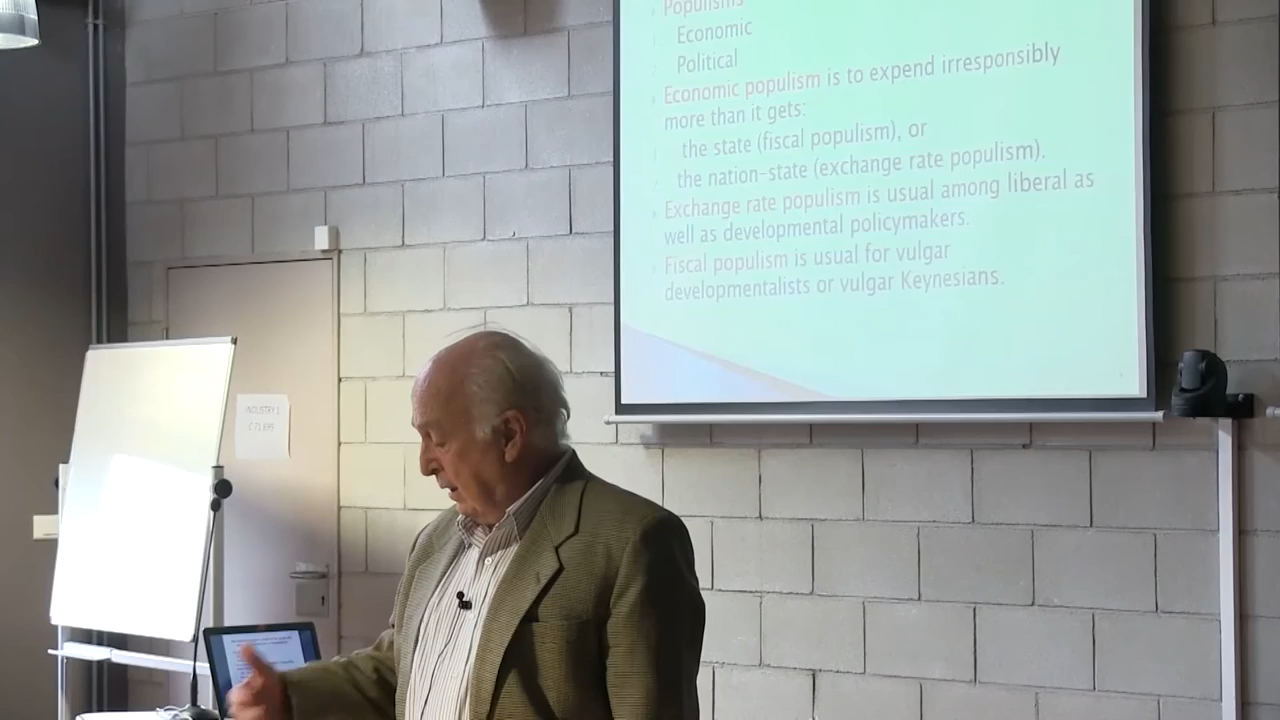 Populisms
Economic
Political
Economic populism is to expend irresponsibly
more than it gets:
the state (fiscal populism), or
the nation-state (exchange rate populism).
Exchange rate populism is usual among liberal as
well as developmental policymakers.
Fiscal populism is usual for vulgar
developmentalists or vulgar Keynesians.
INDUSTRY